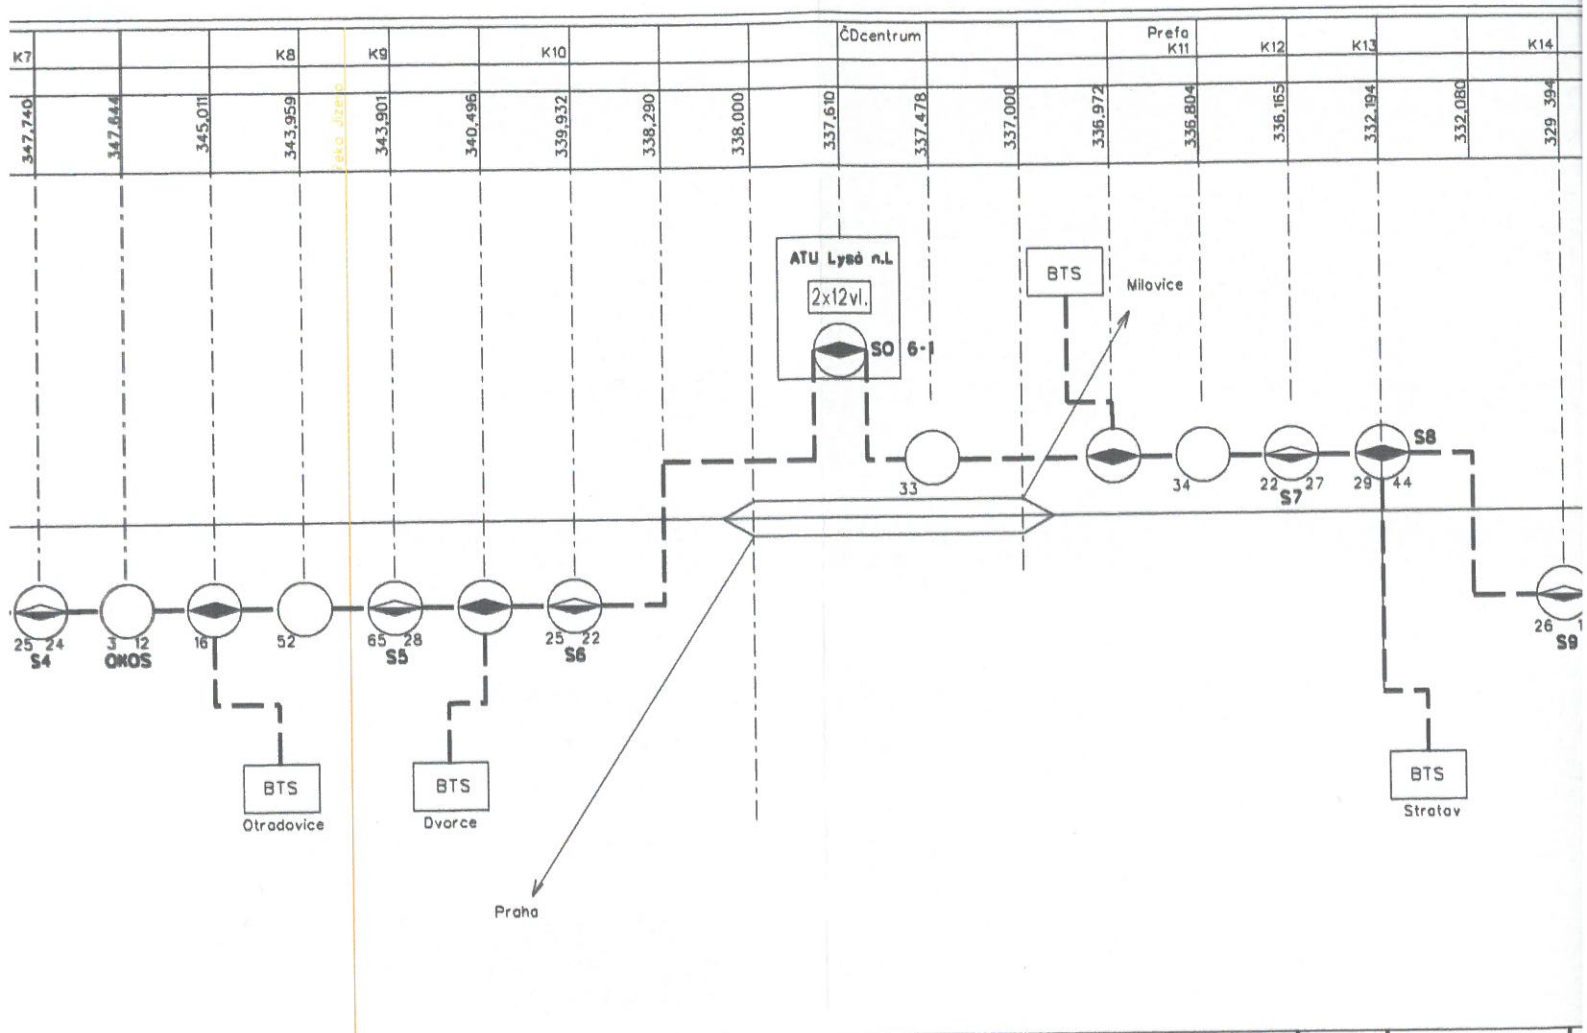 K7
K8
K9
K10
ČDcentrum
Prefa
K11
K12
K13
K14
347,740
347,644
345,011
343,959
řeka Jizera
343,901
340,496
339,932
338,290
338,000
337,610
337,478
337,000
336,972
336,804
336,165
332,194
332,080
329 394
ATU Lysá n.L
2x12vl.
SO 6-1
BTS
Milovice
S8
33
34
22 27
S7
29 44
25 24
S4
3 12
OKOS
16
52
65 28
S5
25 22
S6
26 1
S9
BTS
Otradovice
BTS
Dvorce
BTS
Stratov
Praha